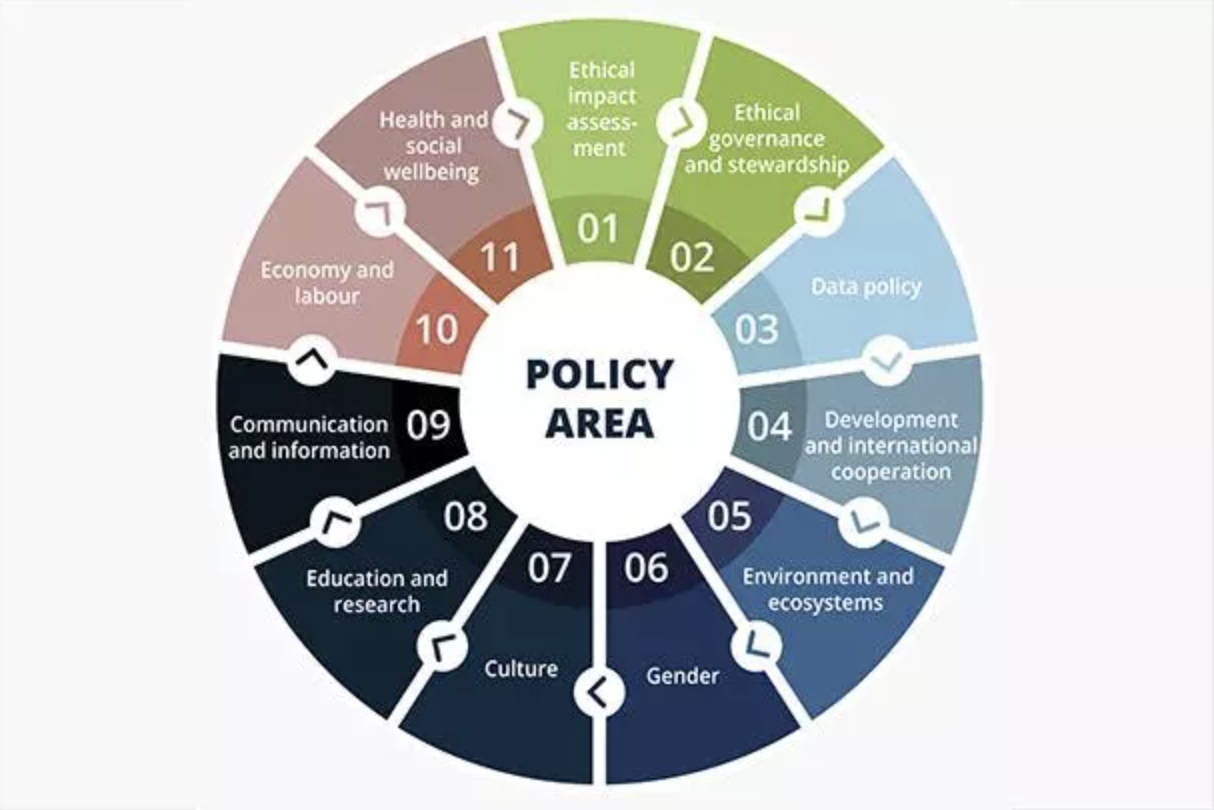 POLICY
AREA
01
Ethical
impact
assess-
ment
02
Ethical
governance
and stewardship
03
Data policy
04
Development
and international
cooperation
05
Environment and
ecosystems
06
Gender
07
Culture
08
Education and
research
09
Communication
and information
10
Economy and
labour
11
Health and
social
wellbeing